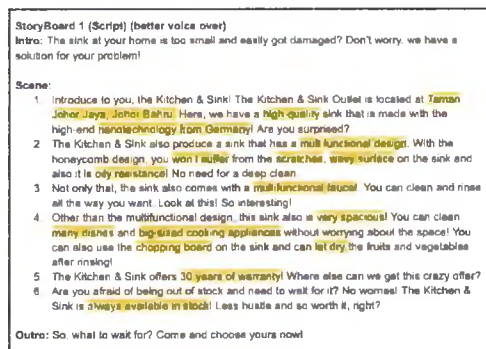 StoryBoard 1 (Script) (better voice over)
Intro: The sink at your home is too small and easily got damaged? Don't worry, we have a
solution for your problem!
Scene:
1. Introduce to you, the Kitchen & Sink! The Kitchen & Sink Outlet is located at Taman
Johor Jaya, Johor Bahru. Here, we have a high quality sink that is made with the
high-end nanotechnology from Germany! Are you surprised?
2. The Kitchen & Sink also produce a sink that has a multi functional design. With the
honeycomb design, you won't suffer from the scratches, wavy surface on the sink and
also it is oily resistance! No need for a deep clean.
3. Not only that, the sink also comes with a multifunctional faucet. You can clean and rinse
all the way you want. Look at this! So interesting!
4. Other than the multifunctional design, this sink also is very spacious! You can clean
many dishes and big-sized cooking appliances without worrying about the space! You
can also use the chopping board on the sink and can let dry the fruits and vegetables
after rinsing!
5. The Kitchen & Sink offers 30 years of warranty! Where else can we get this crazy offer?
6. Are you afraid of being out of stock and need to wait for it? No worries! The Kitchen &
Sink is always available in stock! Less hustle and so worth it, right?
Outro: So, what to wait for? Come and choose yours now!